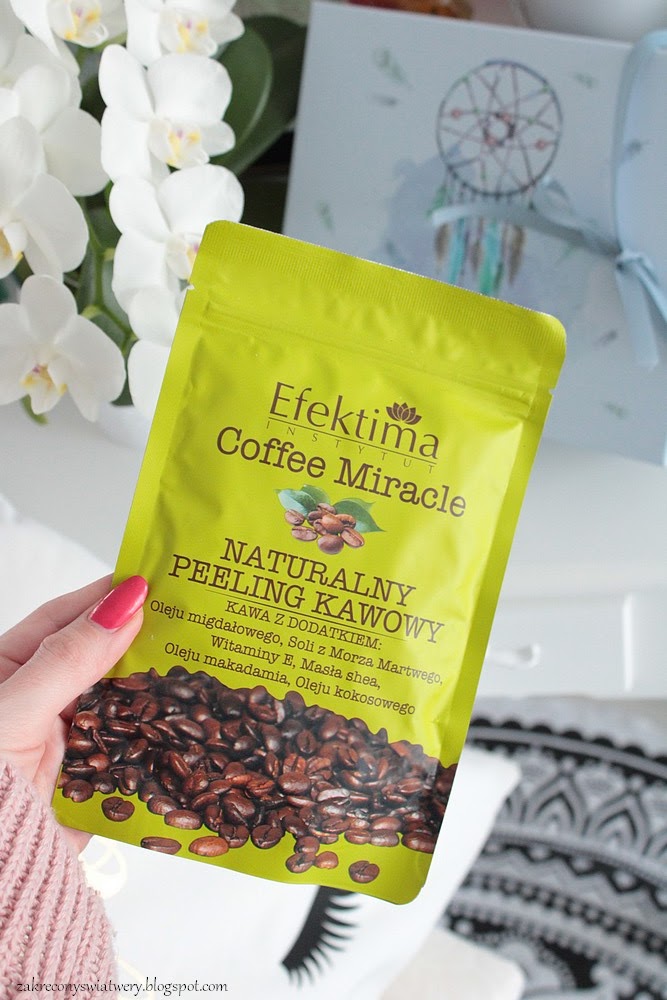 Efektima
INSTYTUT
Coffee Miracle
NATURALNY
PEELING KAWOWY
KAWA Z DODATKIEM:
Oleju migdałowego, Soli z Morza Martwego,
Witaminy E, Masła shea,
Oleju makadamia, Oleju kokosowego
zakreconyswiatwery.blogspot.com